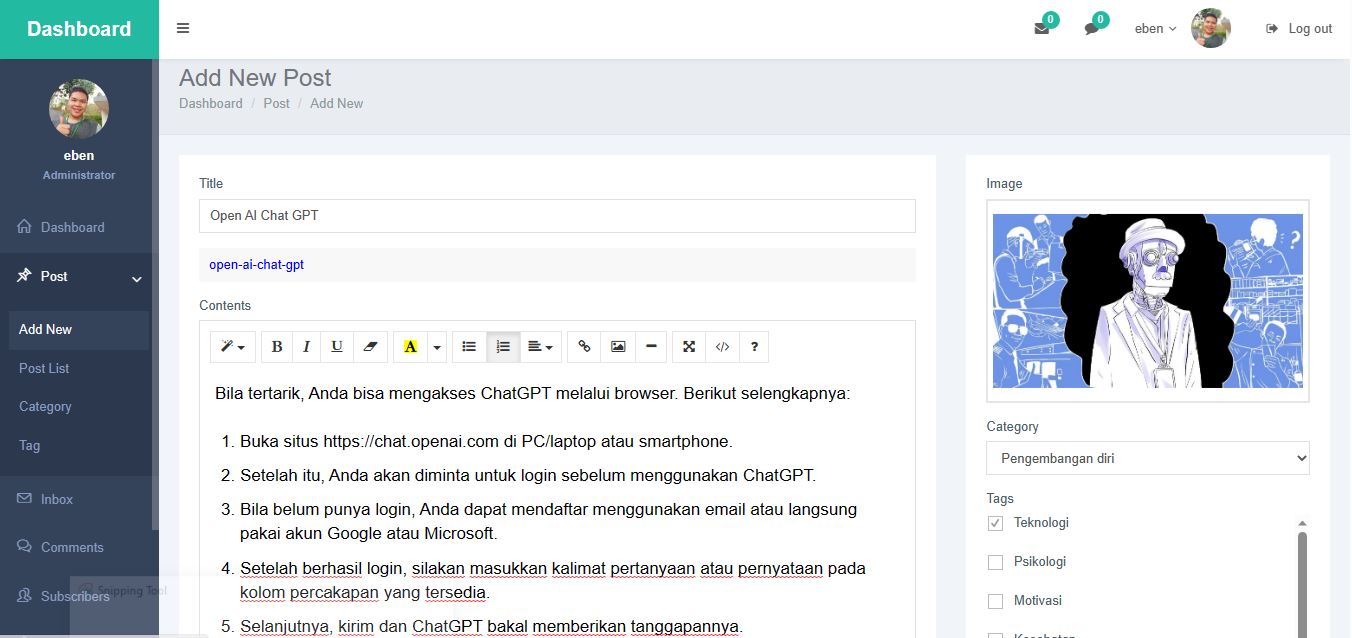 Dashboard
0
0
eben
Log out
eben
Administrator
Dashboard
Post
Add New
Post List
Category
Tag
Inbox
Comments
Subscribers
Snipping Tool
Add New Post
Dashboard / Post / Add New
Title
Open AI Chat GPT
open-ai-chat-gpt
Contents
B I U A </> ?
Bila tertarik, Anda bisa mengakses ChatGPT melalui browser. Berikut selengkapnya:
1. Buka situs https://chat.openai.com di PC/laptop atau smartphone.
2. Setelah itu, Anda akan diminta untuk login sebelum menggunakan ChatGPT.
3. Bila belum punya login, Anda dapat mendaftar menggunakan email atau langsung
pakai akun Google atau Microsoft.
4. Setelah berhasil login, silakan masukkan kalimat pertanyaan atau pernyataan pada
kolom percakapan yang tersedia.
5. Selanjutnya, kirim dan ChatGPT bakal memberikan tanggapannya.
Image
Category
Pengembangan diri
Tags
Teknologi
Psikologi
Motivasi